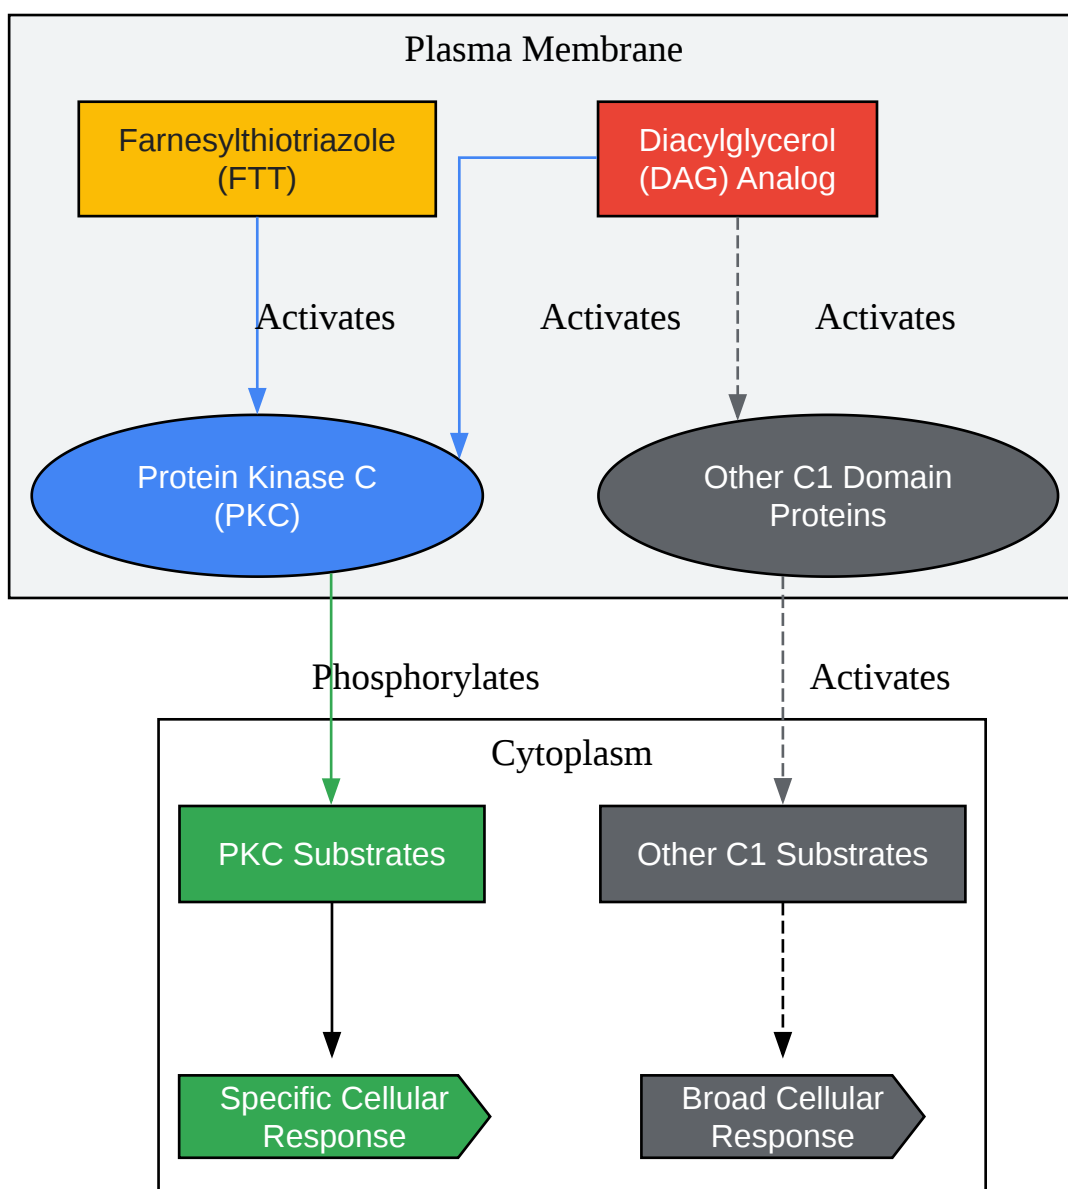 Plasma Membrane
Farnesylthiotriazole
(FTT)
Diacylglycerol
(DAG) Analog
Activates
Activates
Activates
Protein Kinase C
(PKC)
Other C1 Domain
Proteins
Phosphorylates
Activates
Cytoplasm
PKC Substrates
Other C1 Substrates
Specific Cellular
Response
Broad Cellular
Response